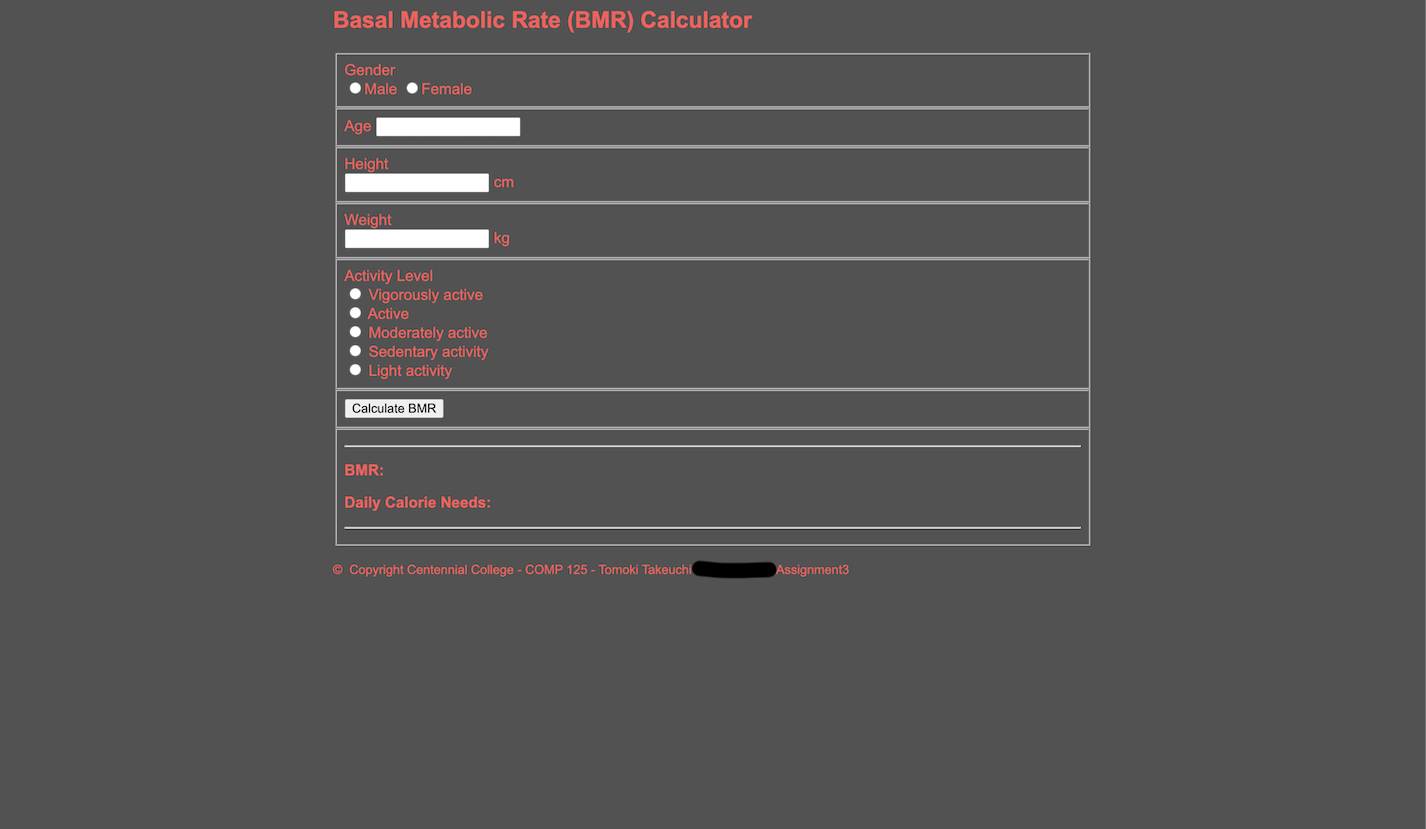 Basal Metabolic Rate (BMR) Calculator
Gender
Male Female
Age
Height
cm
Weight
kg
Activity Level
Vigorously active
Active
Moderately active
Sedentary activity
Light activity
Calculate BMR
BMR:
Daily Calorie Needs:
© Copyright Centennial College - COMP 125 - Tomoki Takeuchi Assignment3